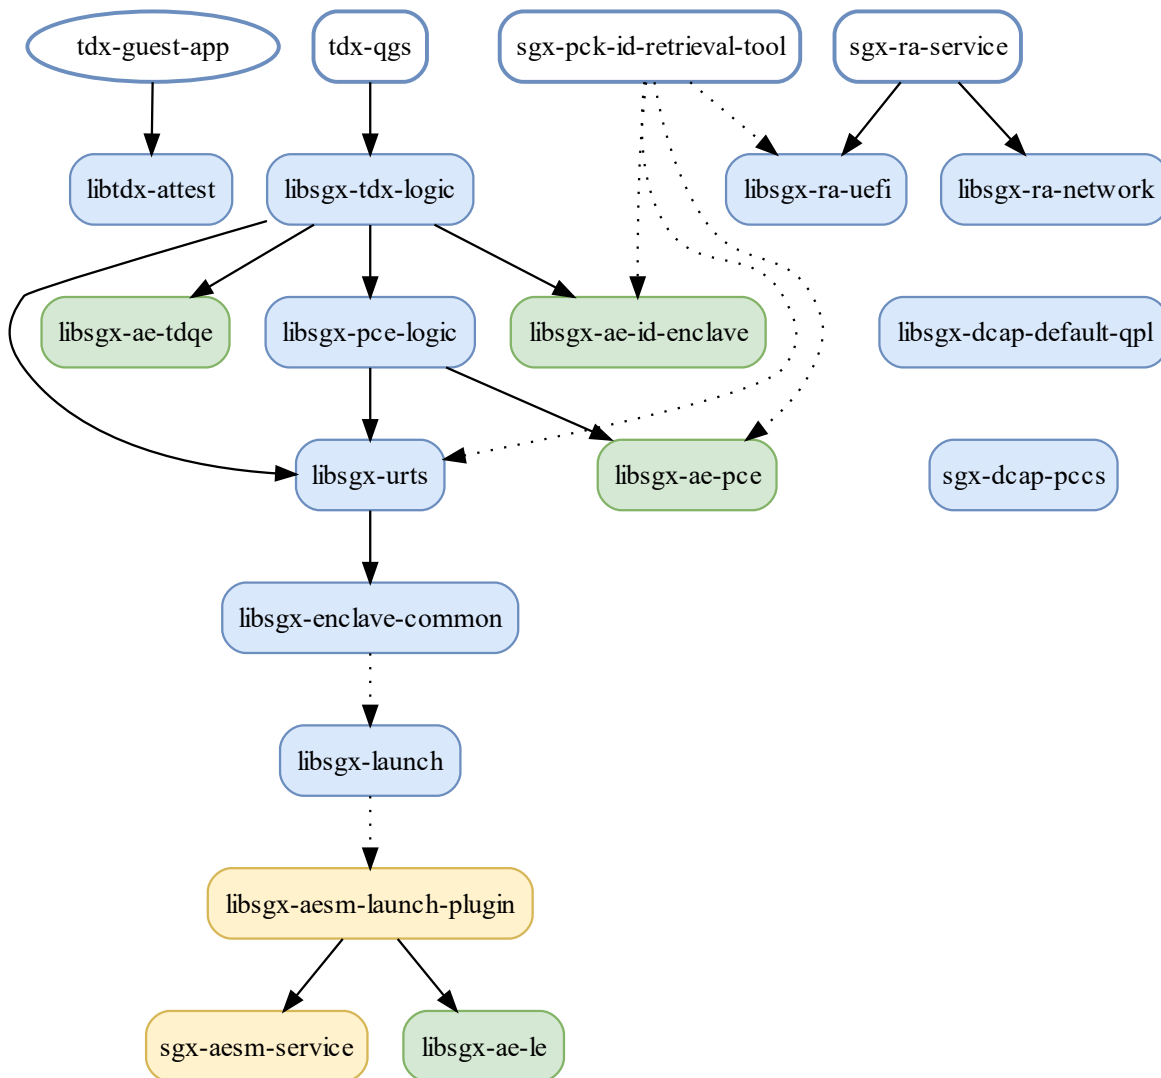 tdx-guest-app
tdx-qgs
sgx-pck-id-retrieval-tool
sgx-ra-service
libtdx-attest
libsgx-tdx-logic
libsgx-ra-uefi
libsgx-ra-network
libsgx-ae-tdqe
libsgx-pce-logic
libsgx-ae-id-enclave
libsgx-dcap-default-qpl
libsgx-urts
libsgx-ae-pce
sgx-dcap-pccs
libsgx-enclave-common
libsgx-launch
libsgx-aesm-launch-plugin
sgx-aesm-service
libsgx-ae-le